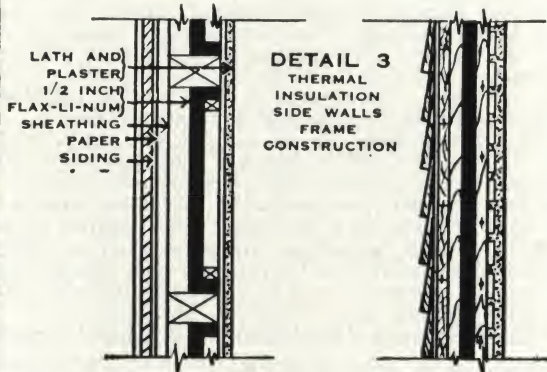 LATH AND
PLASTER
1/2 INCH
FLAX-LI-NUM
SHEATHING
PAPER
SIDING
DETAIL 3
THERMAL
INSULATION
SIDE WALLS
FRAME
CONSTRUCTION